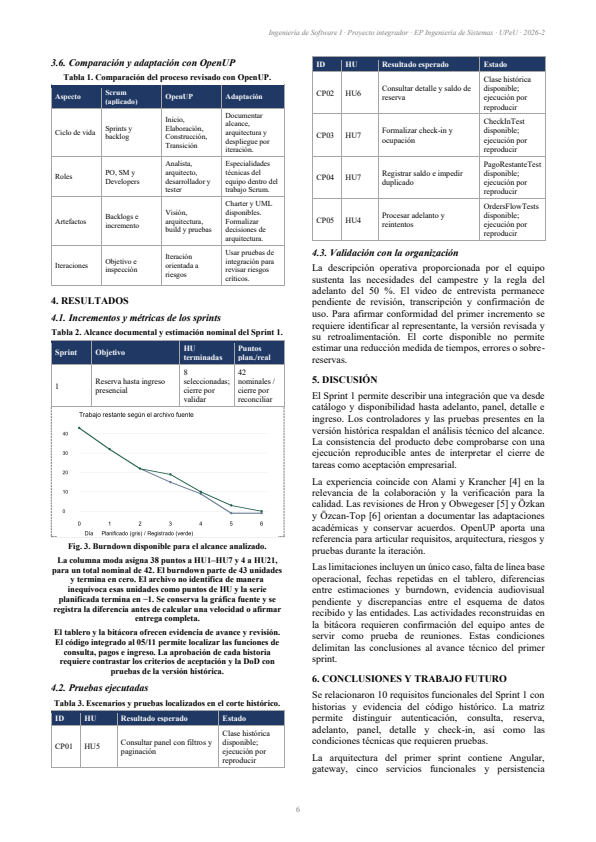 Ingeniería de Software I · Proyecto integrador · EP Ingeniería de Sistemas · UPeU · 2026-2
3.6. Comparación y adaptación con OpenUP
Tabla 1. Comparación del proceso revisado con OpenUP.
Aspecto Scrum (aplicado) OpenUP Adaptación
Ciclo de vida Sprints y backlog Inicio, Elaboración, Construcción, Transición Documentar alcance, arquitectura y despliegue por iteración.
Roles PO, SM y Developers Analista, arquitecto, desarrollador y tester Especialidades técnicas del equipo dentro del trabajo Scrum.
Artefactos Backlogs e incremento Visión, arquitectura, build y pruebas Charter y UML disponibles. Formalizar decisiones de arquitectura.
Iteraciones Objetivo e inspección Iteración orientada a riesgos Usar pruebas de integración para revisar riesgos críticos.
4. RESULTADOS
4.1. Incrementos y métricas de los sprints
Tabla 2. Alcance documental y estimación nominal del Sprint 1.
Sprint Objetivo HU terminadas Puntos plan./real
1 Reserva hasta ingreso presencial 8 seleccionadas; cierre por validar 42 nominales / cierre por reconciliar
Trabajo restante según el archivo fuente
40
30
20
10
0
0 1 2 3 4 5 6
Día Planificado (gris) / Registrado (verde)
Fig. 3. Burndown disponible para el alcance analizado.
La columna modela asigna 38 puntos a HU1–HU7 y 4 a HU21,
para un total nominal de 42. El burndown parte de 43 unidades
y termina en cero. El archivo no identifica de manera
inequívoca esas unidades como puntos de HU y la serie
planificada termina en −1. Se conserva la gráfica fuente y se
registra la diferencia antes de calcular una velocidad o afirmar
entrega completa.
El tablero y la bitácora ofrecen evidencia de avance y revisión.
El código integrado al 05/11 permite localizar las funciones de
consulta, pagos e ingreso. La aprobación de cada historia
requiere contrastar los criterios de aceptación y la DoD con
pruebas de la versión histórica.
4.2. Pruebas ejecutadas
Tabla 3. Escenarios y pruebas localizados en el corte histórico.
ID HU Resultado esperado Estado
CP01 HU5 Consultar panel con filtros y paginación Clase histórica disponible; ejecución por reproducir
ID HU Resultado esperado Estado
CP02 HU6 Consultar detalle y saldo de reserva Clase histórica disponible; ejecución por reproducir
CP03 HU7 Formalizar check-in y ocupación CheckInTest disponible; ejecución por reproducir
CP04 HU7 Registrar saldo e impedir duplicado PagoRestanteTest disponible; ejecución por reproducir
CP05 HU4 Procesar adelanto y reintentos OrdersFlowTests disponible; ejecución por reproducir
4.3. Validación con la organización
La descripción operativa proporcionada por el equipo
sustenta las necesidades del campestre y la regla del
adelanto del 50 %. El video de entrevista permanece
pendiente de revisión, transcripción y confirmación de
uso. Para afirmar conformidad del primer incremento se
requiere identificar al representante, la versión revisada y
su retroalimentación. El corte disponible no permite
estimar una reducción medida de tiempos, errores o sobre-
reservas.
5. DISCUSIÓN
El Sprint 1 permite describir una integración que va desde
catálogo y disponibilidad hasta adelanto, panel, detalle e
ingreso. Los controladores y las pruebas presentes en la
versión histórica respaldan el análisis técnico del alcance.
La consistencia del producto debe comprobarse con una
ejecución reproducible antes de interpretar el cierre de
tareas como aceptación empresarial.
La experiencia coincide con Alami y Krancher [4] en la
relevancia de la colaboración y la verificación para la
calidad. Las revisiones de Hron y Obwegeser [5] y Özkan
y Özcan-Top [6] orientan a documentar las adaptaciones
académicas y conservar acuerdos. OpenUP aporta una
referencia para articular requisitos, arquitectura, riesgos y
pruebas durante la iteración.
Las limitaciones incluyen un único caso, falta de línea base
operacional, fechas repetidas en el tablero, diferencias
entre estimaciones y burndown, evidencia audiovisual
pendiente y discrepancias entre el esquema de datos
recibido y las entidades. Las actividades reconstruidas en
la bitácora requieren confirmación del equipo antes de
servir como prueba de reuniones. Estas condiciones
delimitan las conclusiones al avance técnico del primer
sprint.
6. CONCLUSIONES Y TRABAJO FUTURO
Se relacionaron 10 requisitos funcionales del Sprint 1 con
historias y evidencia del código histórico. La matriz
permite distinguir autenticación, consulta, reserva,
adelanto, panel, detalle y check-in, así como las
condiciones técnicas que requieren pruebas.
La arquitectura del primer sprint contiene Angular,
gateway, cinco servicios funcionales y persistencia
6